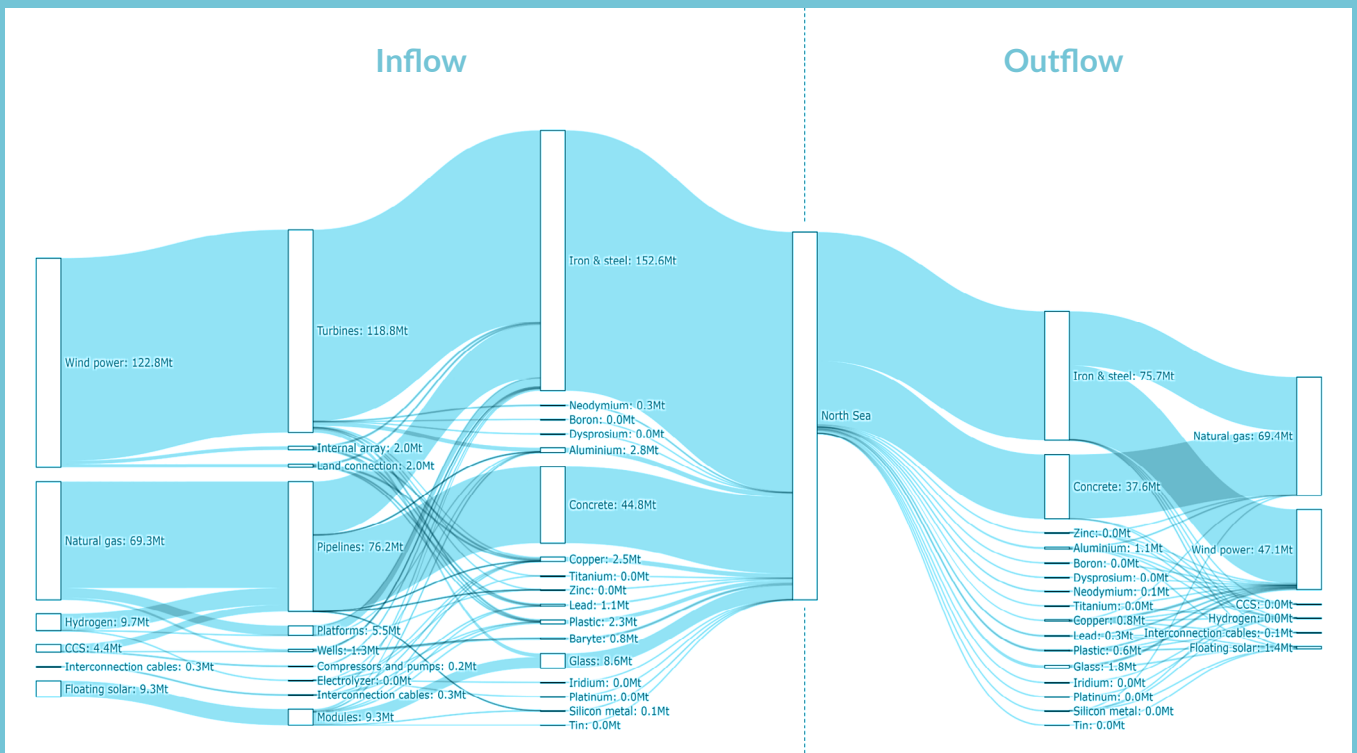 Inflow
Outflow
Wind power: 122.8Mt
Natural gas: 69.3Mt
Hydrogen: 9.7Mt
CCS: 4.4Mt
Interconnection cables: 0.3Mt
Floating solar: 9.3Mt
Turbines: 118.8Mt
Internal array: 2.0Mt
Land connection: 2.0Mt
Pipelines: 76.2Mt
Platforms: 5.5Mt
Wells: 1.3Mt
Compressors and pumps: 0.2Mt
Electrolyzer: 0.0Mt
Interconnection cables: 0.3Mt
Modules: 9.3Mt
Iron & steel: 152.6Mt
Neodymium: 0.3Mt
Boron: 0.0Mt
Dysprosium: 0.0Mt
Aluminium: 2.8Mt
Concrete: 44.8Mt
Copper: 2.5Mt
Titanium: 0.0Mt
Zinc: 0.0Mt
Lead: 1.1Mt
Plastic: 2.3Mt
Baryte: 0.8Mt
Glass: 8.6Mt
Iridium: 0.0Mt
Platinum: 0.0Mt
Silicon metal: 0.1Mt
Tin: 0.0Mt
North Sea
Iron & steel: 75.7Mt
Concrete: 37.6Mt
Zinc: 0.0Mt
Aluminium: 1.1Mt
Boron: 0.0Mt
Dysprosium: 0.0Mt
Neodymium: 0.1Mt
Titanium: 0.0Mt
Copper: 0.8Mt
Lead: 0.3Mt
Plastic: 0.6Mt
Glass: 1.8Mt
Iridium: 0.0Mt
Platinum: 0.0Mt
Silicon metal: 0.0Mt
Tin: 0.0Mt
Natural gas: 69.4Mt
Wind power: 47.1Mt
CCS: 0.0Mt
Hydrogen: 0.0Mt
Interconnection cables: 0.1Mt
Floating solar: 1.4Mt